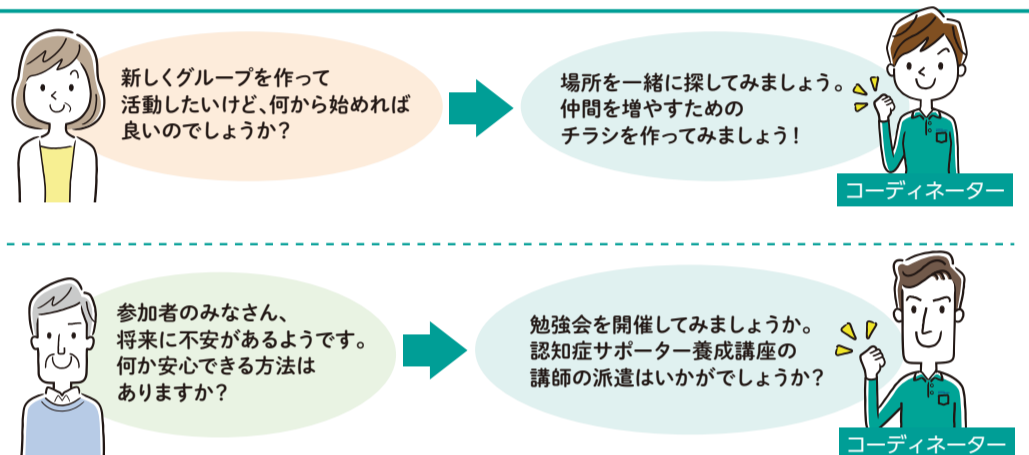 新しくグループを作って
活動したいけど、何から始めれば
良いのでしょうか?
場所を一緒に探してみましょう。
仲間を増やすための
チラシを作ってみましょう!
コーディネーター
参加者のみなさん、
将来に不安があるようです。
何か安心できる方法は
ありますか?
勉強会を開催してみましょうか。
認知症サポーター養成講座の
講師の派遣はいかがでしょうか?
コーディネーター